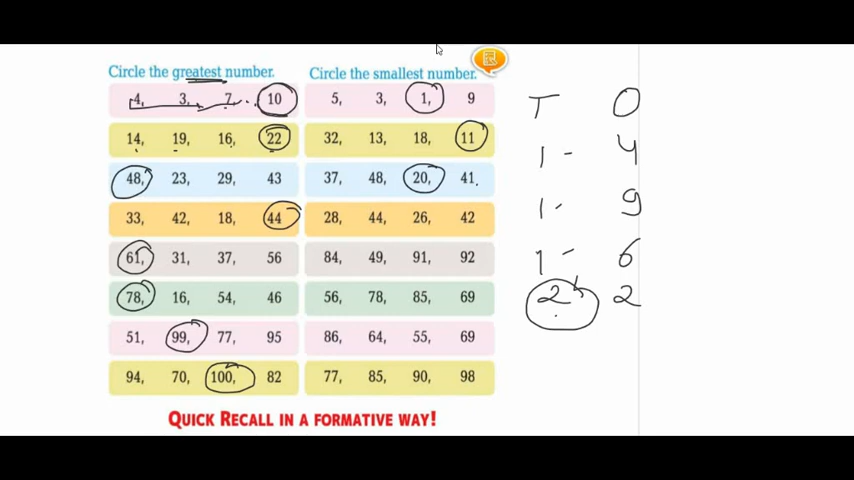 Circle the greatest number.
4, 3, 7, 10
14, 19, 16, 22
48, 23, 29, 43
33, 42, 18, 44
61, 31, 37, 56
78, 16, 54, 46
51, 99, 77, 95
94, 70, 100, 82
Circle the smallest number.
5, 3, 1, 9
32, 13, 18, 11
37, 48, 20, 41
28, 44, 26, 42
84, 49, 91, 92
56, 78, 85, 69
86, 64, 55, 69
77, 85, 90, 98
T O
1 - 4
1 - 9
1 - 6
2 2
QUICK RECALL IN A FORMATIVE WAY!